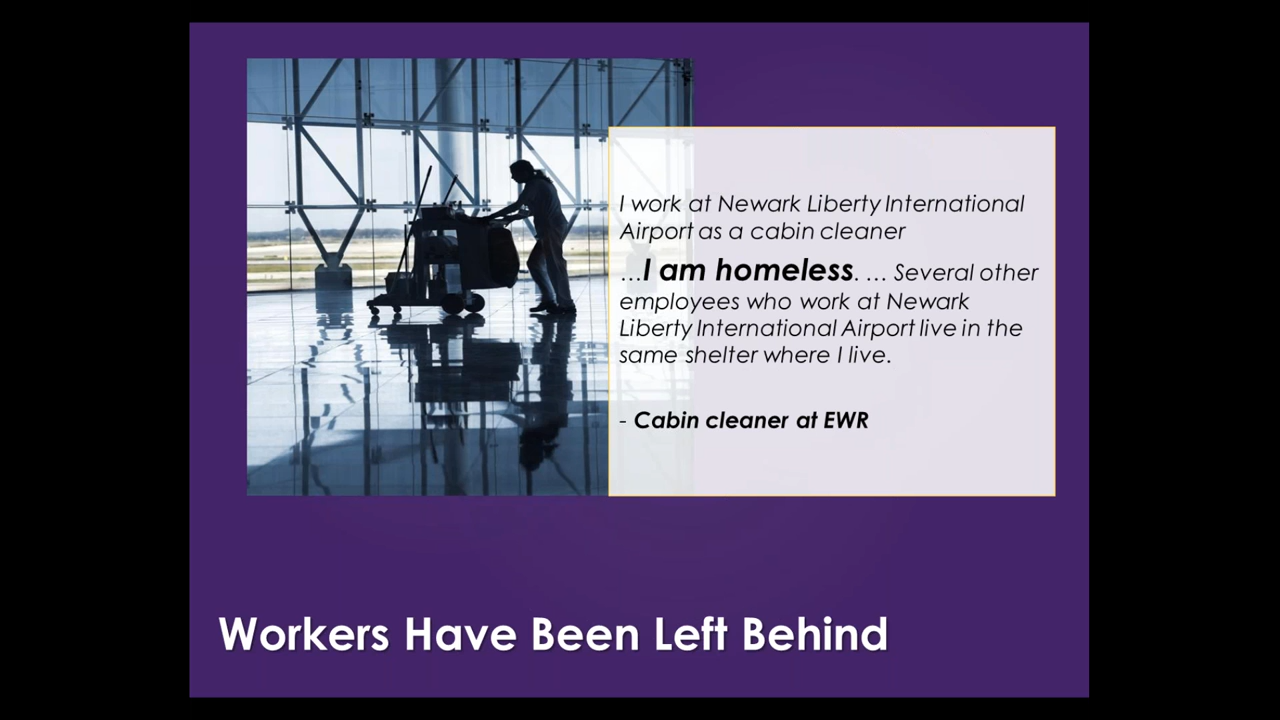 I work at Newark Liberty International
Airport as a cabin cleaner
...I am homeless. ... Several other
employees who work at Newark
Liberty International Airport live in the
same shelter where I live.
- Cabin cleaner at EWR
Workers Have Been Left Behind